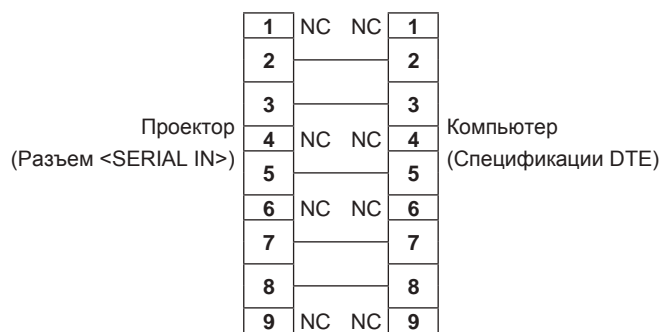 1 NC NC 1
2 2
3 3
Проектор
(Разъем <SERIAL IN>)
4 NC NC 4
Компьютер
(Спецификации DTE)
5 5
6 NC NC 6
7 7
8 8
9 NC NC 9